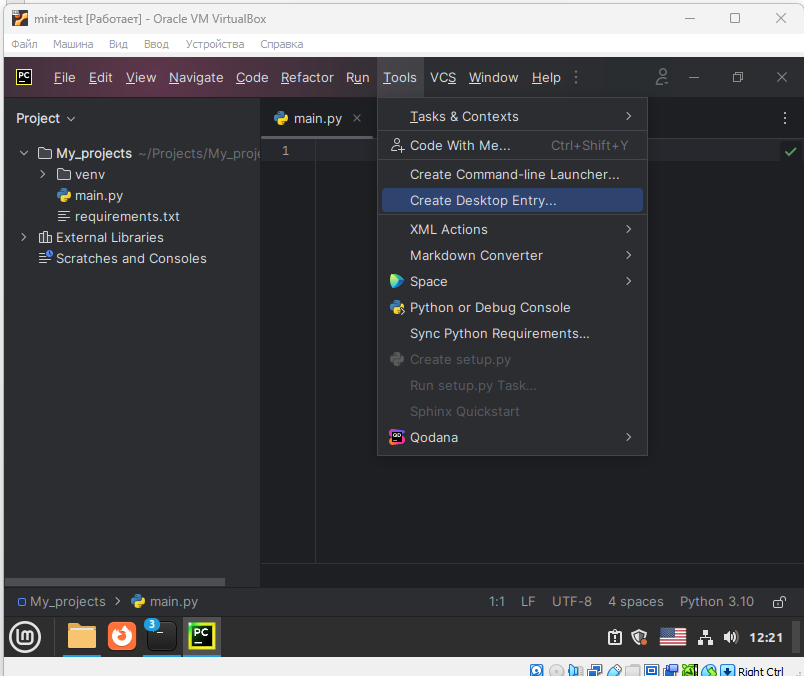 mint-test [Работает] - Oracle VM VirtualBox
Файл Машина Вид Ввод Устройства Справка
PC File Edit View Navigate Code Refactor Run Tools VCS Window Help
Project
main.py
My_projects ~/Projects/My_proje
venv
main.py
requirements.txt
External Libraries
Scratches and Consoles
1
Tasks & Contexts
Code With Me... Ctrl+Shift+Y
Create Command-line Launcher...
Create Desktop Entry...
XML Actions
Markdown Converter
Space
Python or Debug Console
Sync Python Requirements...
Create setup.py
Run setup.py Task...
Sphinx Quickstart
QD Qodana
My_projects > main.py 1:1 LF UTF-8 4 spaces Python 3.10
3 PC 12:21
Right Ctrl